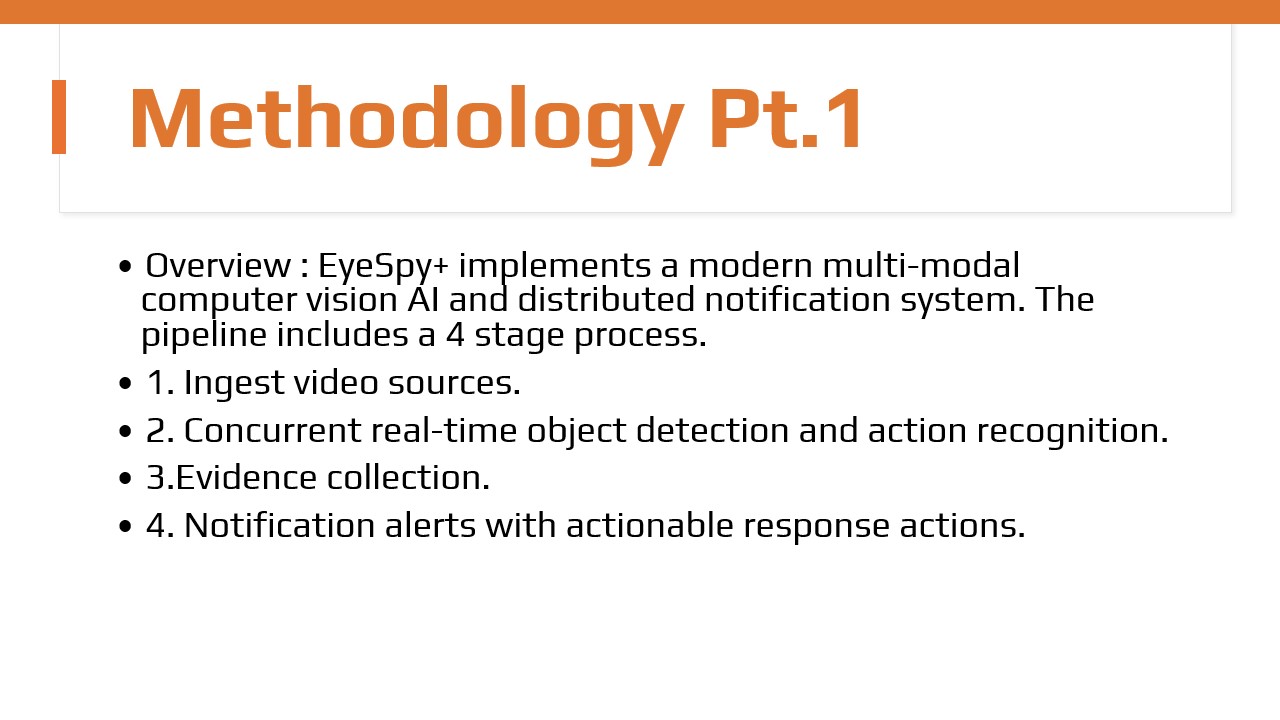 Methodology Pt.1
• Overview : EyeSpy+ implements a modern multi-modal
computer vision AI and distributed notification system. The
pipeline includes a 4 stage process.
• 1. Ingest video sources.
• 2. Concurrent real-time object detection and action recognition.
• 3.Evidence collection.
• 4. Notification alerts with actionable response actions.